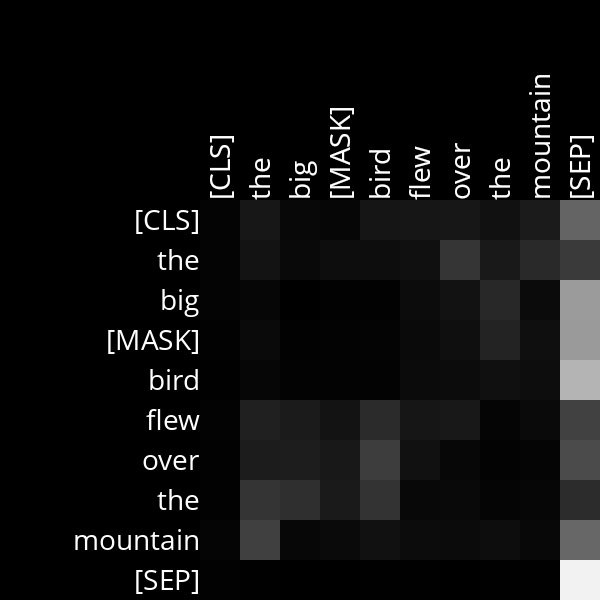 [CLS] the big [MASK] bird flew over the mountain [SEP]
[CLS]
the
big
[MASK]
bird
flew
over
the
mountain
[SEP]